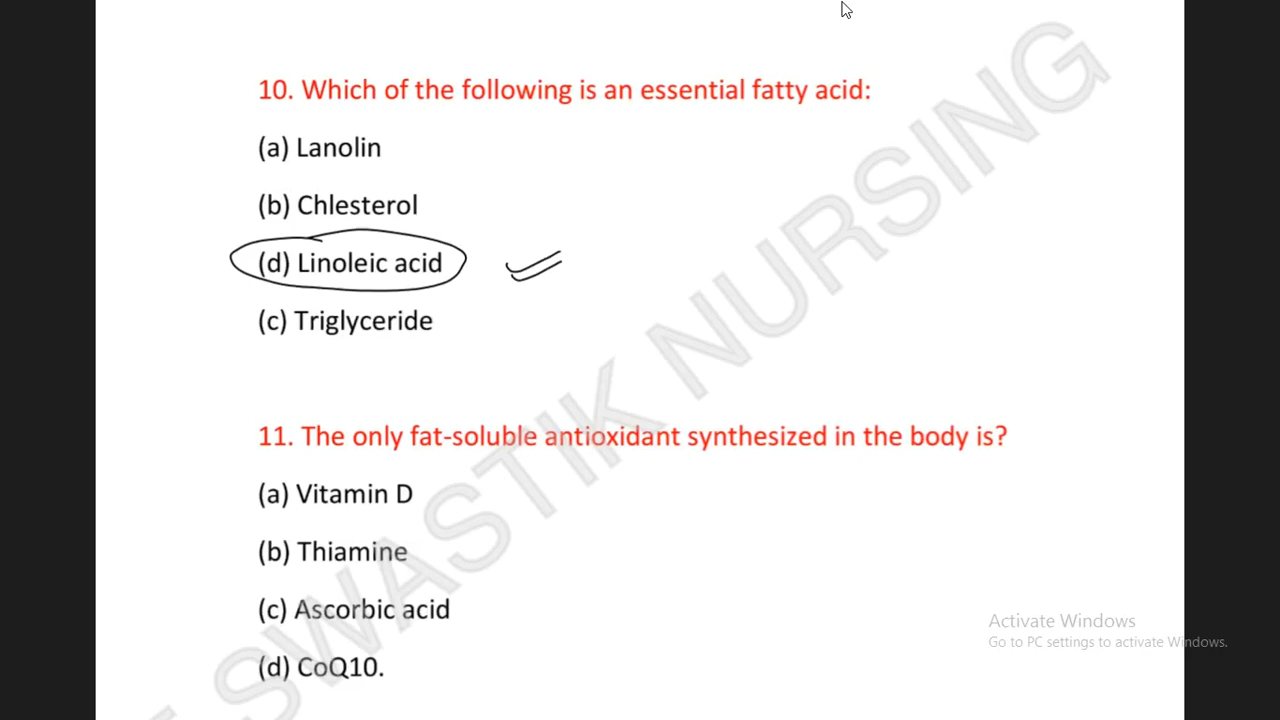 10. Which of the following is an essential fatty acid:
(a) Lanolin
(b) Chlesterol
(d) Linoleic acid
(c) Triglyceride
11. The only fat-soluble antioxidant synthesized in the body is?
(a) Vitamin D
(b) Thiamine
(c) Ascorbic acid
(d) CoQ10.
SWASTIK NURSING
Activate Windows
Go to PC settings to activate Windows.